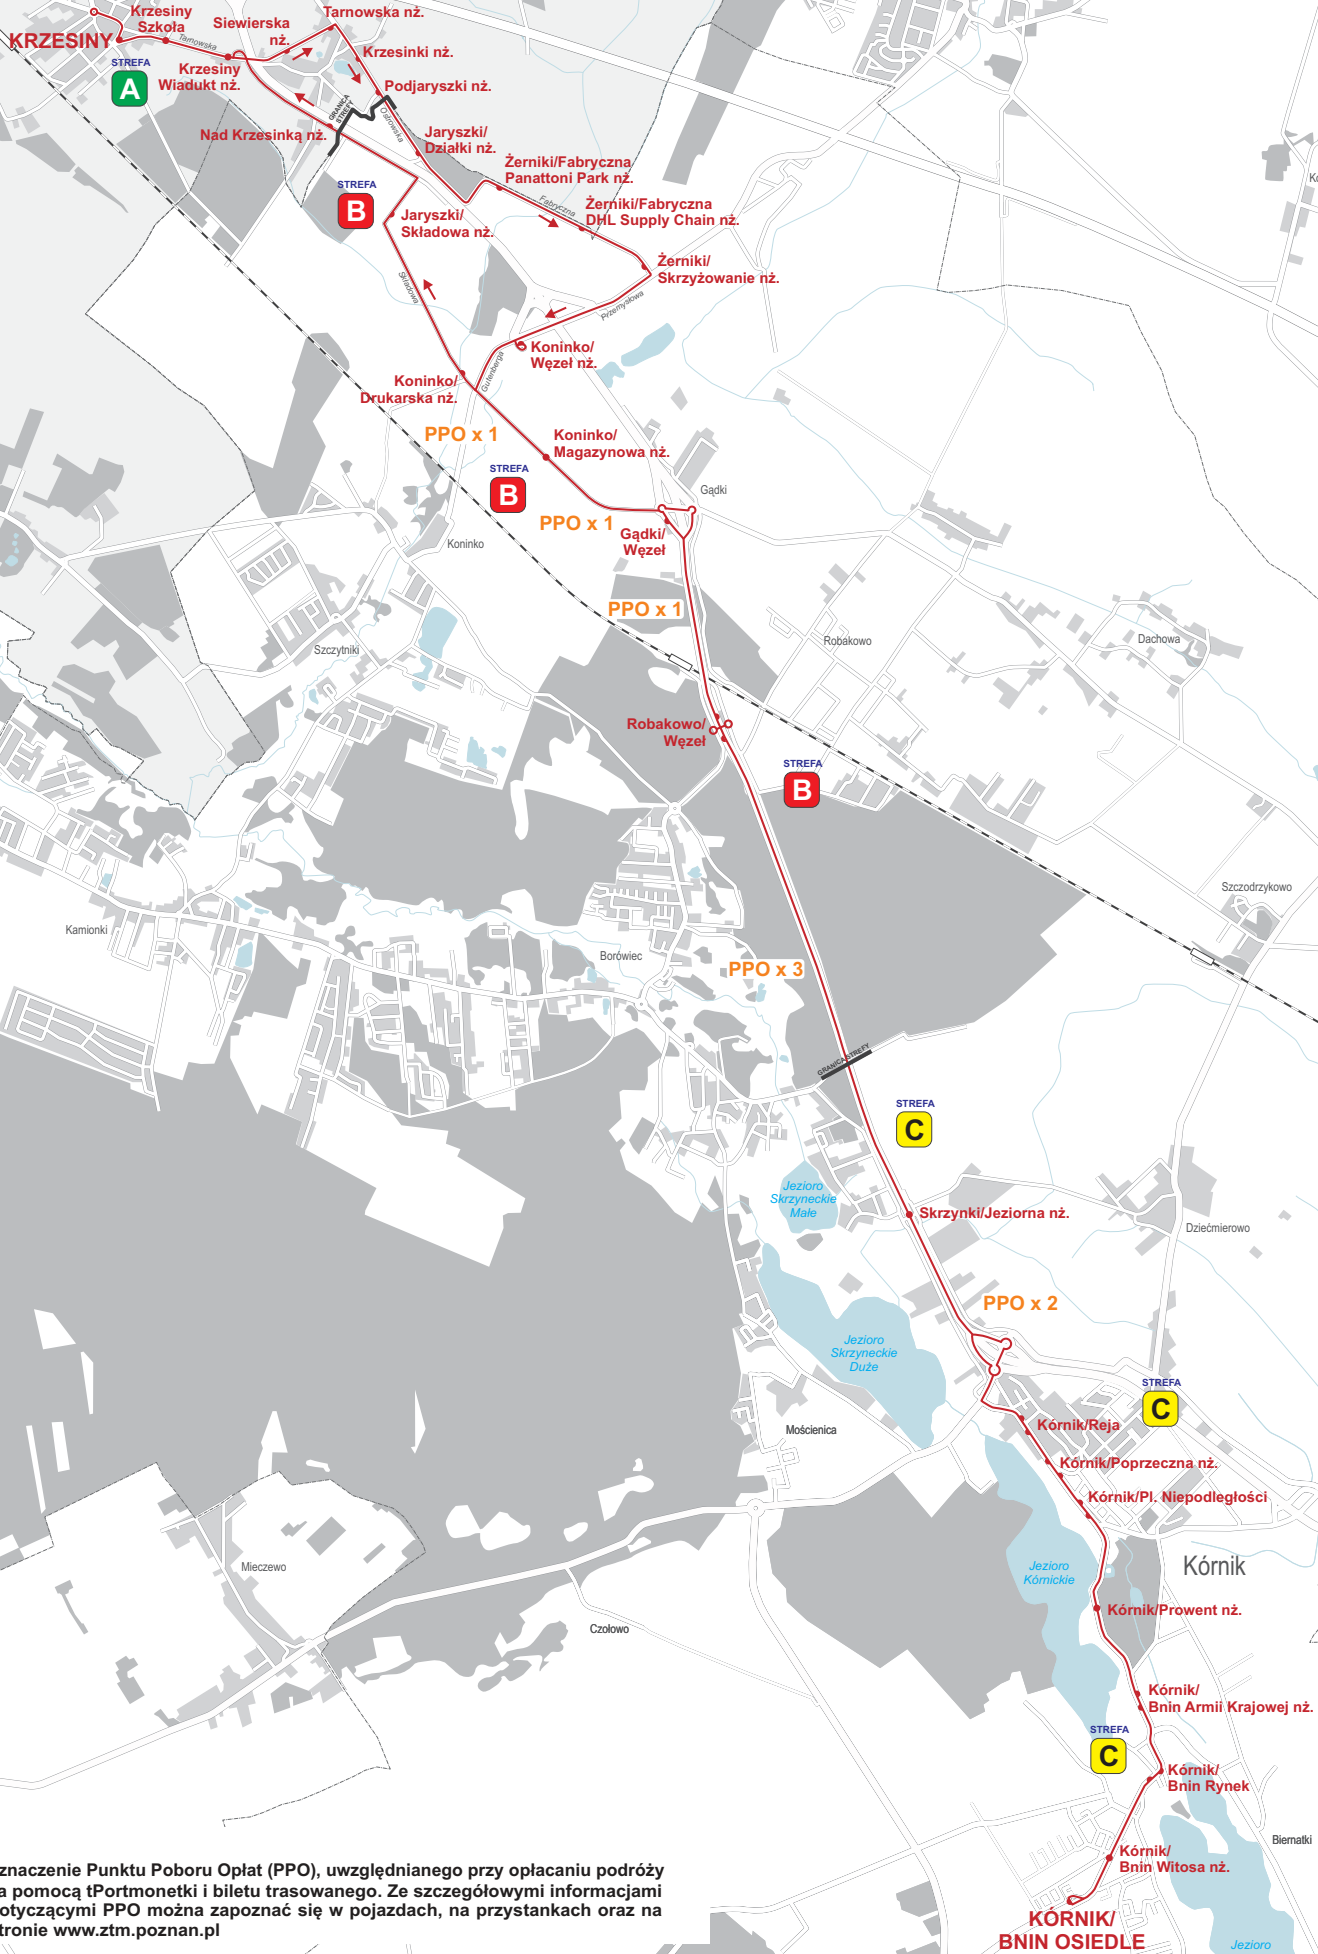 KRZESINY
Krzesiny
Szkoła
Tarnowska
Siewierska
nż.
Tarnowska nż.
Krzesinki nż.
Krzesiny
Wiadukt nż.
STREFA
A
Podjaryszki nż.
GRANICA
STREFY
Ostrowska
Nad Krzesinką nż.
Jaryszki/
Działki nż.
Żerniki/Fabryczna
Panattoni Park nż.
STREFA
B
Fabryczna
Żerniki/Fabryczna
DHL Supply Chain nż.
Jaryszki/
Składowa nż.
Składowa
Żerniki/
Skrzyżowanie nż.
Przemysłowa
Koninko/
Węzeł nż.
Gutenberga
Koninko/
Drukarska nż.
PPO x 1
Koninko/
Magazynowa nż.
STREFA
B
Gądki
PPO x 1
Gądki/
Węzeł
Koninko
PPO x 1
Robakowo
Dachowa
Szczytniki
Robakowo/
Węzeł
STREFA
B
Szczodrzykowo
Kamionki
Borówiec
PPO x 3
GRANICA STREFY
STREFA
C
Jezioro
Skrzyneckie
Małe
Skrzynki/Jeziorna nż.
Dziećmierowo
PPO x 2
Jezioro
Skrzyneckie
Duże
STREFA
C
Mościenica
Kórnik/Reja
Kórnik/Poprzeczna nż.
Kórnik/Pl. Niepodległości
Mieczewo
Jezioro
Kórnickie
Kórnik
Kórnik/Prowent nż.
Czołowo
Kórnik/
Bnin Armii Krajowej nż.
STREFA
C
Kórnik/
Bnin Rynek
Biernatki
Kórnik/
Bnin Witosa nż.
KÓRNIK/
BNIN OSIEDLE
Jezioro
znaczenie Punktu Poboru Opłat (PPO), uwzględnianego przy opłacaniu podróży
a pomocą tPortmonetki i biletu trasowanego. Ze szczegółowymi informacjami
otyczącymi PPO można zapoznać się w pojazdach, na przystankach oraz na
tronie www.ztm.poznan.pl